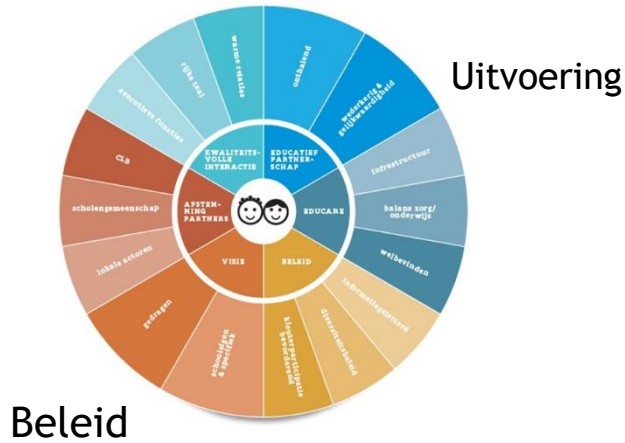 Uitvoering
warme relaties
onthalend
rijke taal
wederkerig &
gelijkwaardigheid
executieve functies
infrastructuur
CLB
KWALITEITS-
VOLLE
INTERACTIE
EDUCATIEF
PARTNER-
SCHAP
scholengemeenschap
AFSTEM-
MING
PARTNERS
EDUCARE
balans zorg/
onderwijs
lokale actoren
VISIE
BELEID
welbevinden
gedragen
informatiegeletterd
schooleigen
& specifiek
kleuterparticipatie
bevorderend
diversiteitsbeleid
Beleid